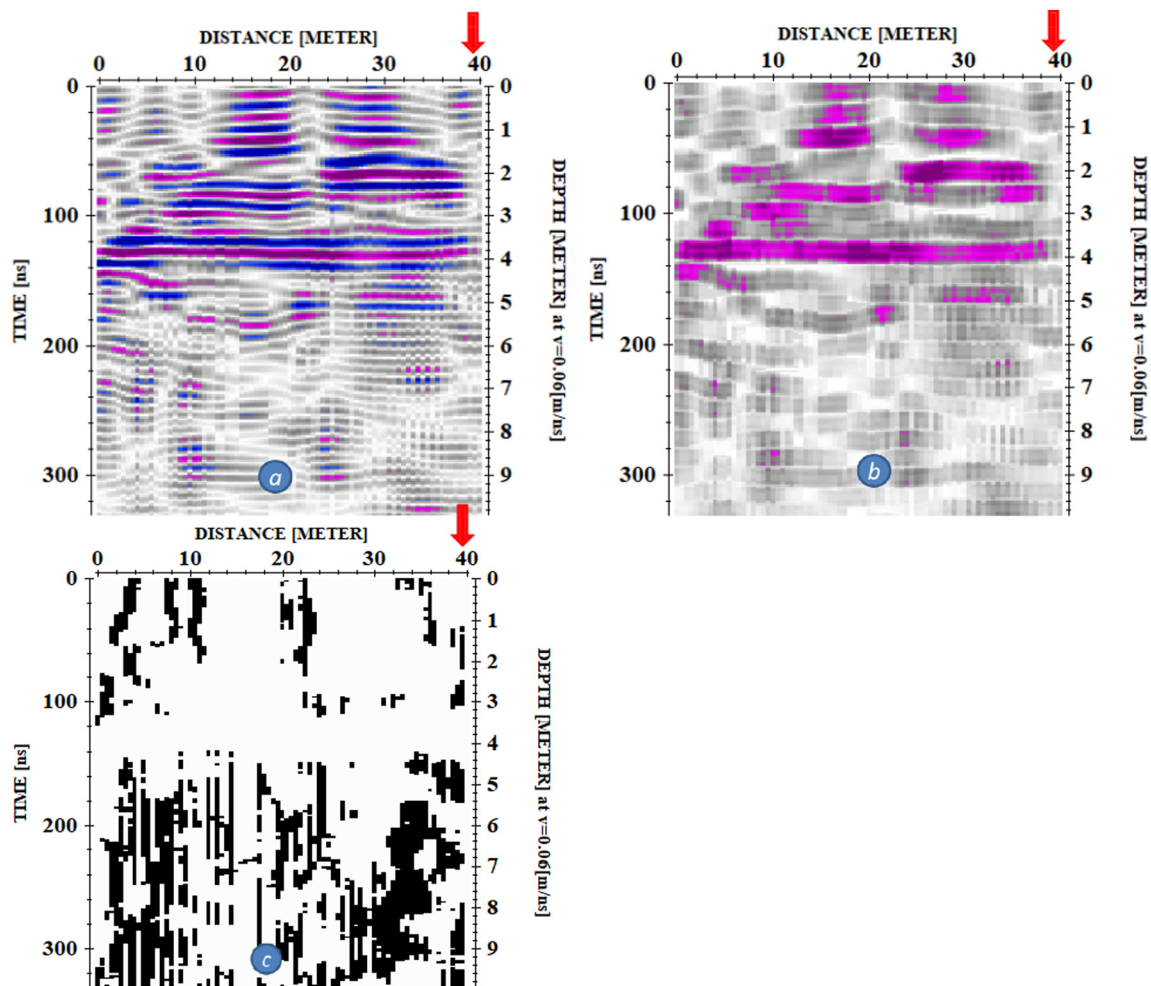 DISTANCE [METER]
0 10 20 30 40
0
100
200
300
TIME [ns]
0
1
2
3
4
5
6
7
8
9
DEPTH [METER] at v=0.06[m/ns]
a
DISTANCE [METER]
0 10 20 30 40
0
100
200
300
TIME [ns]
0
1
2
3
4
5
6
7
8
9
DEPTH [METER] at v=0.06[m/ns]
b
DISTANCE [METER]
0 10 20 30 40
0
100
200
300
TIME [ns]
0
1
2
3
4
5
6
7
8
9
DEPTH [METER] at v=0.06[m/ns]
c